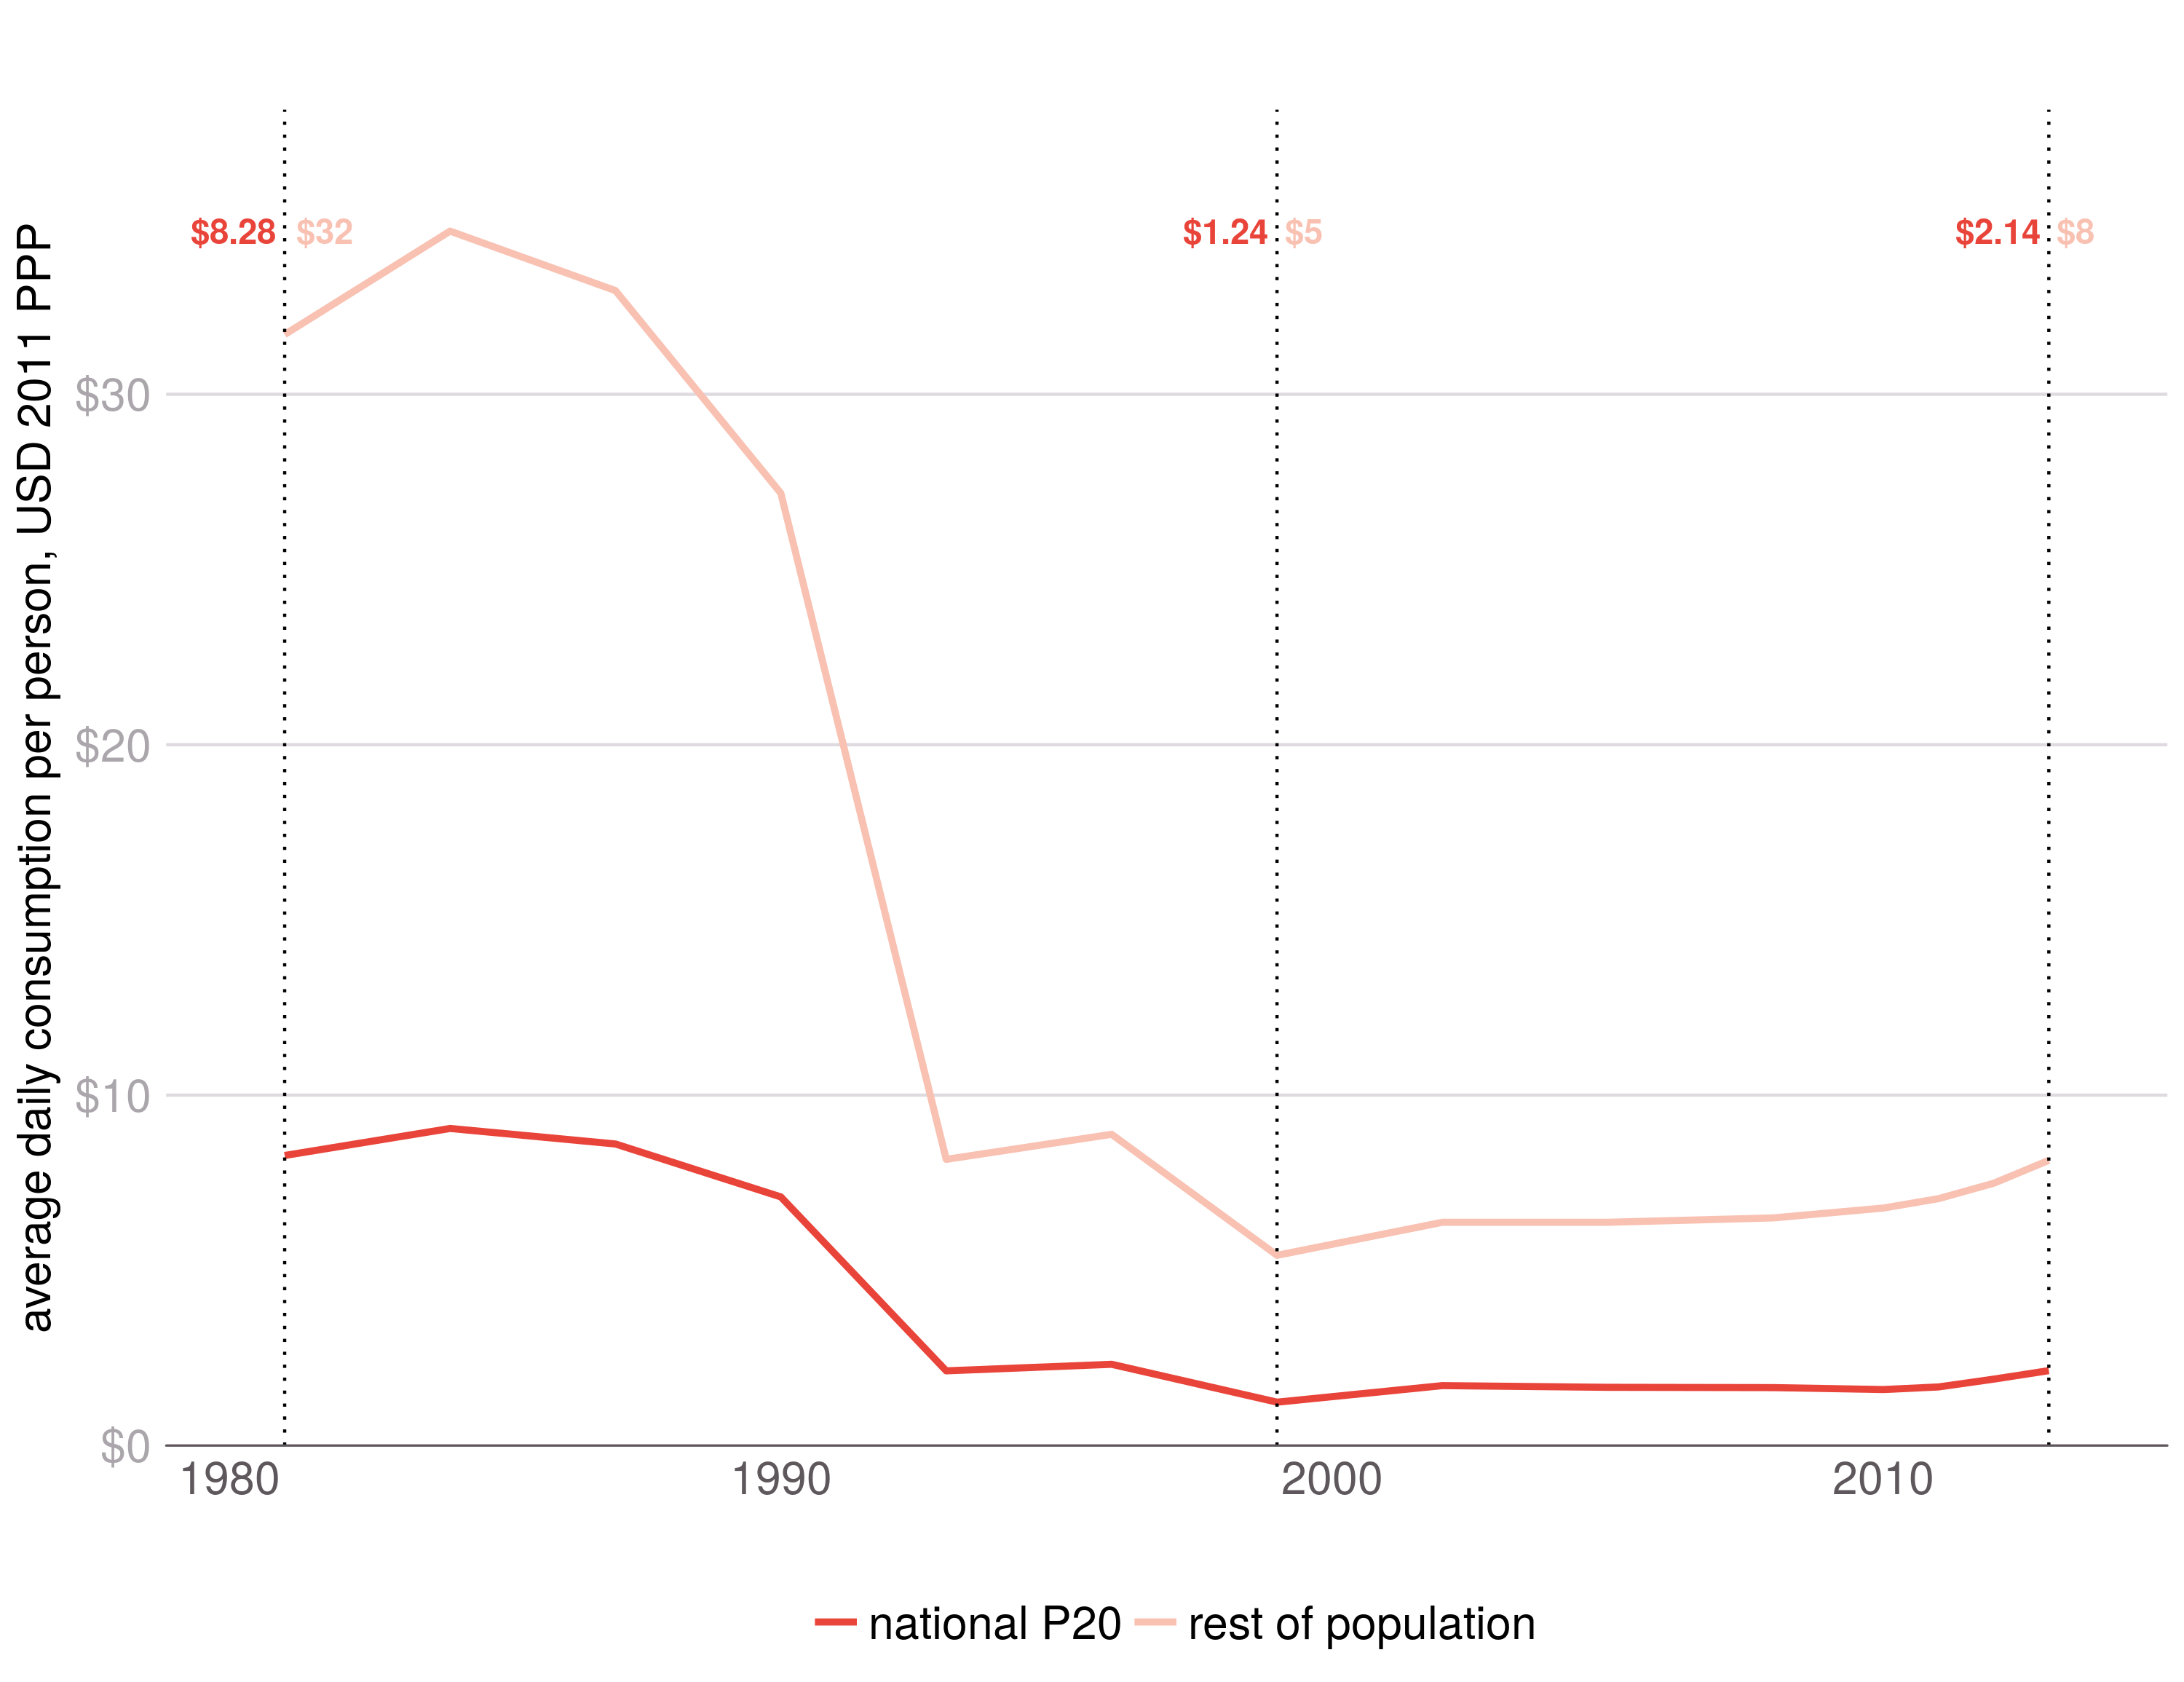 average daily consumption per person, USD 2011 PPP
$8.28 $32
$1.24 $5
$2.14 $8
$30
$20
$10
$0
1980 1990 2000 2010
national P20 rest of population